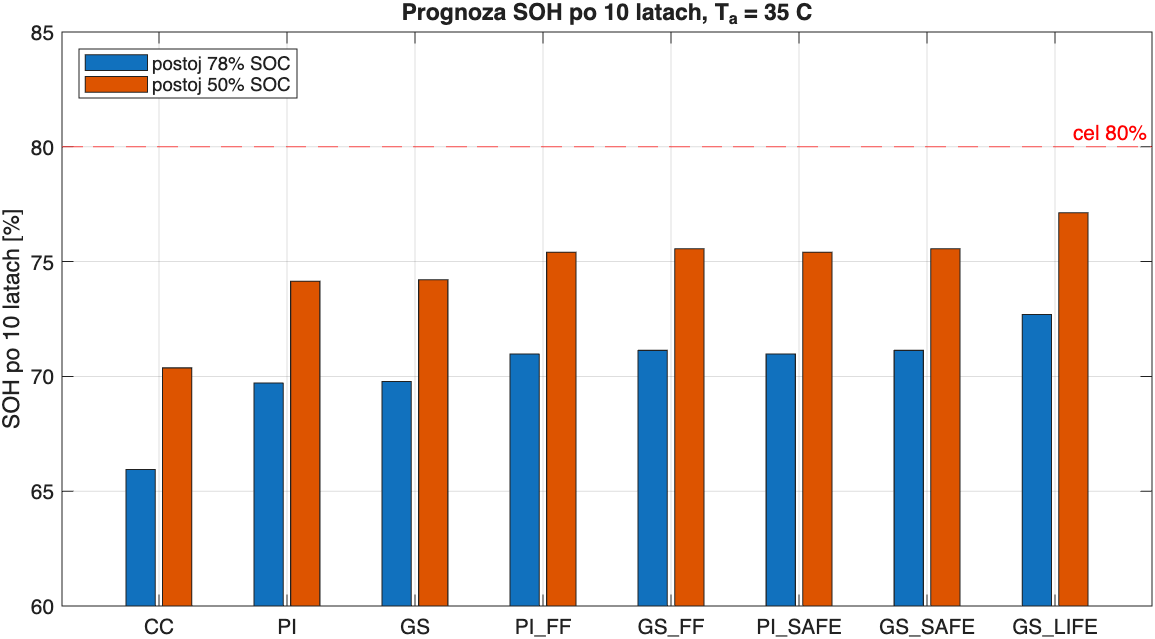 Prognoza SOH po 10 latach, Tₐ = 35 C
postoj 78% SOC
postoj 50% SOC
cel 80%
SOH po 10 latach [%]
85
80
75
70
65
60
CC PI GS PI_FF GS_FF PI_SAFE GS_SAFE GS_LIFE